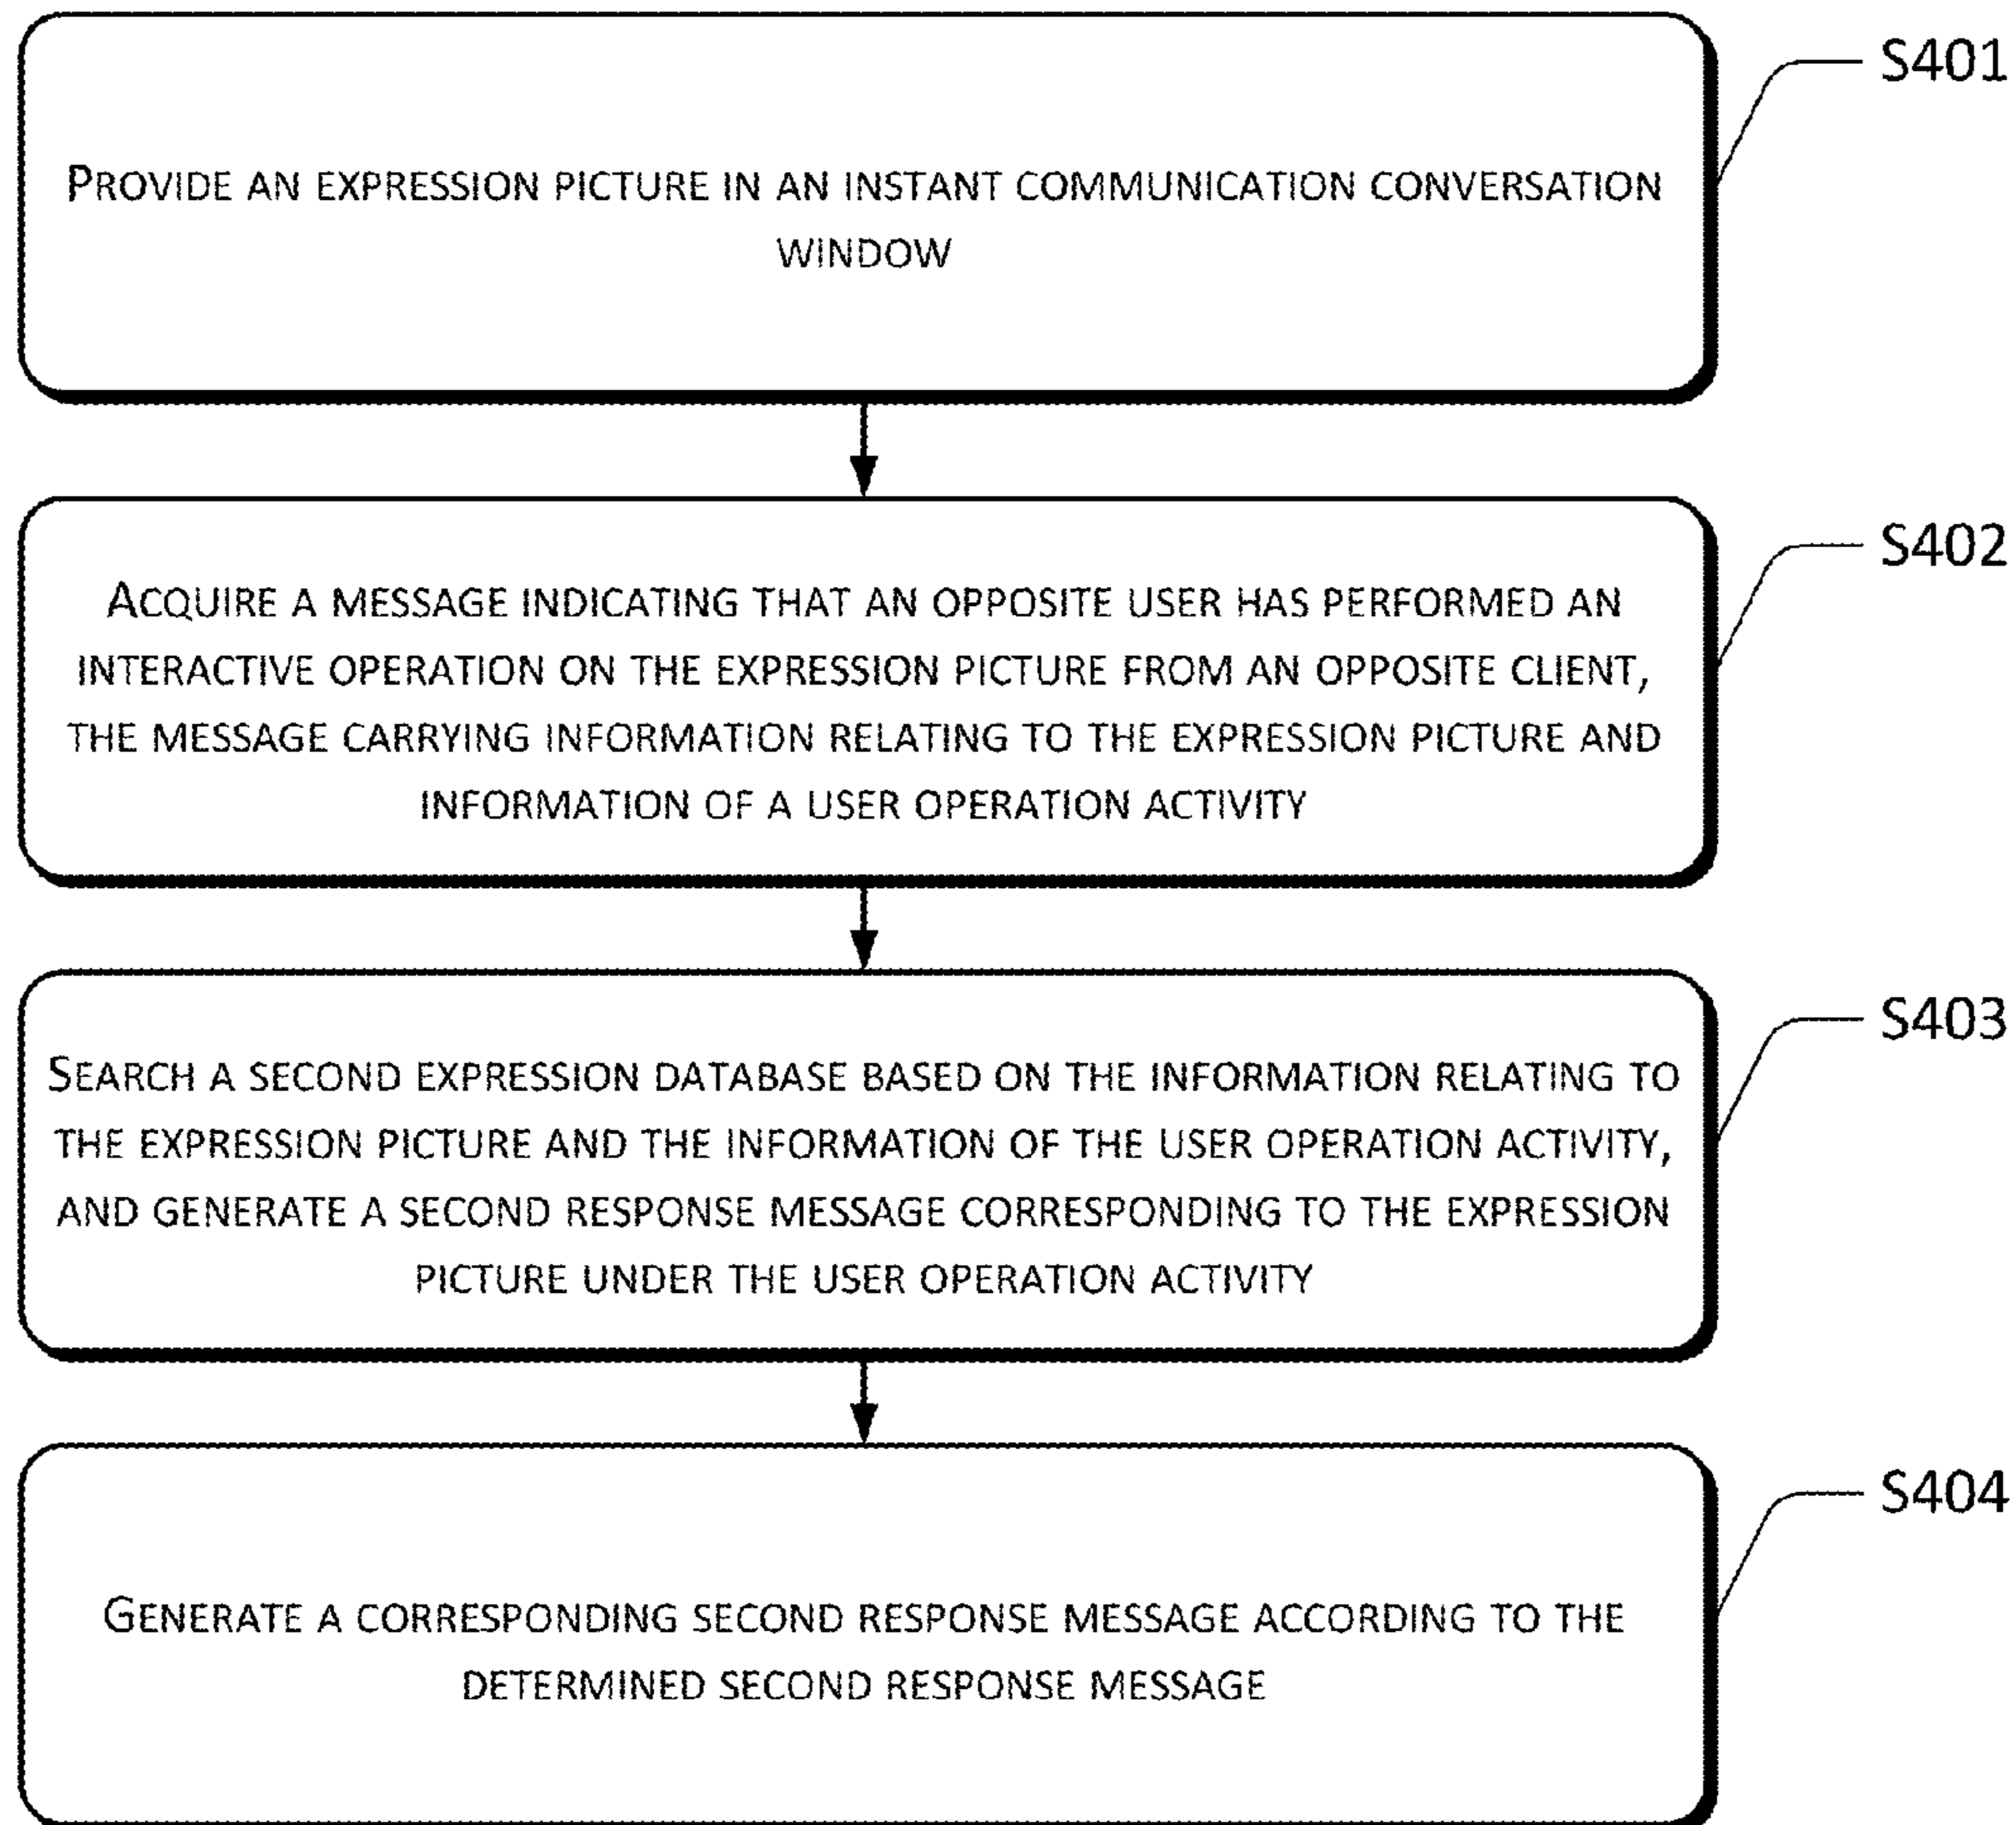 PROVIDE AN EXPRESSION PICTURE IN AN INSTANT COMMUNICATION CONVERSATION
WINDOW
S401
ACQUIRE A MESSAGE INDICATING THAT AN OPPOSITE USER HAS PERFORMED AN
INTERACTIVE OPERATION ON THE EXPRESSION PICTURE FROM AN OPPOSITE CLIENT,
THE MESSAGE CARRYING INFORMATION RELATING TO THE EXPRESSION PICTURE AND
INFORMATION OF A USER OPERATION ACTIVITY
S402
SEARCH A SECOND EXPRESSION DATABASE BASED ON THE INFORMATION RELATING TO
THE EXPRESSION PICTURE AND THE INFORMATION OF THE USER OPERATION ACTIVITY,
AND GENERATE A SECOND RESPONSE MESSAGE CORRESPONDING TO THE EXPRESSION
PICTURE UNDER THE USER OPERATION ACTIVITY
S403
GENERATE A CORRESPONDING SECOND RESPONSE MESSAGE ACCORDING TO THE
DETERMINED SECOND RESPONSE MESSAGE
S404